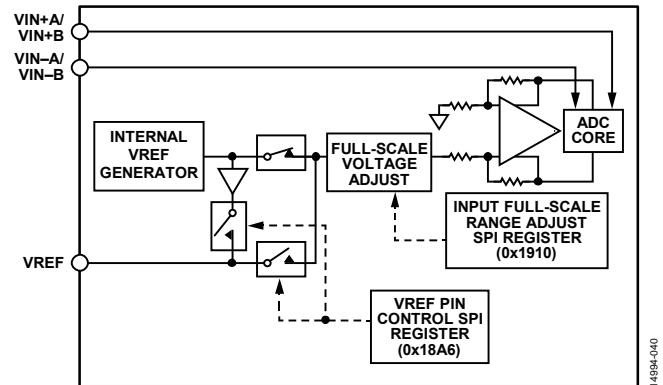 VIN+A/
VIN+B
VIN–A/
VIN–B
INTERNAL
VREF
GENERATOR
FULL-SCALE
VOLTAGE
ADJUST
ADC
CORE
INPUT FULL-SCALE
RANGE ADJUST
SPI REGISTER
(0x1910)
VREF
VREF PIN
CONTROL SPI
REGISTER
(0x18A6)
14994-040